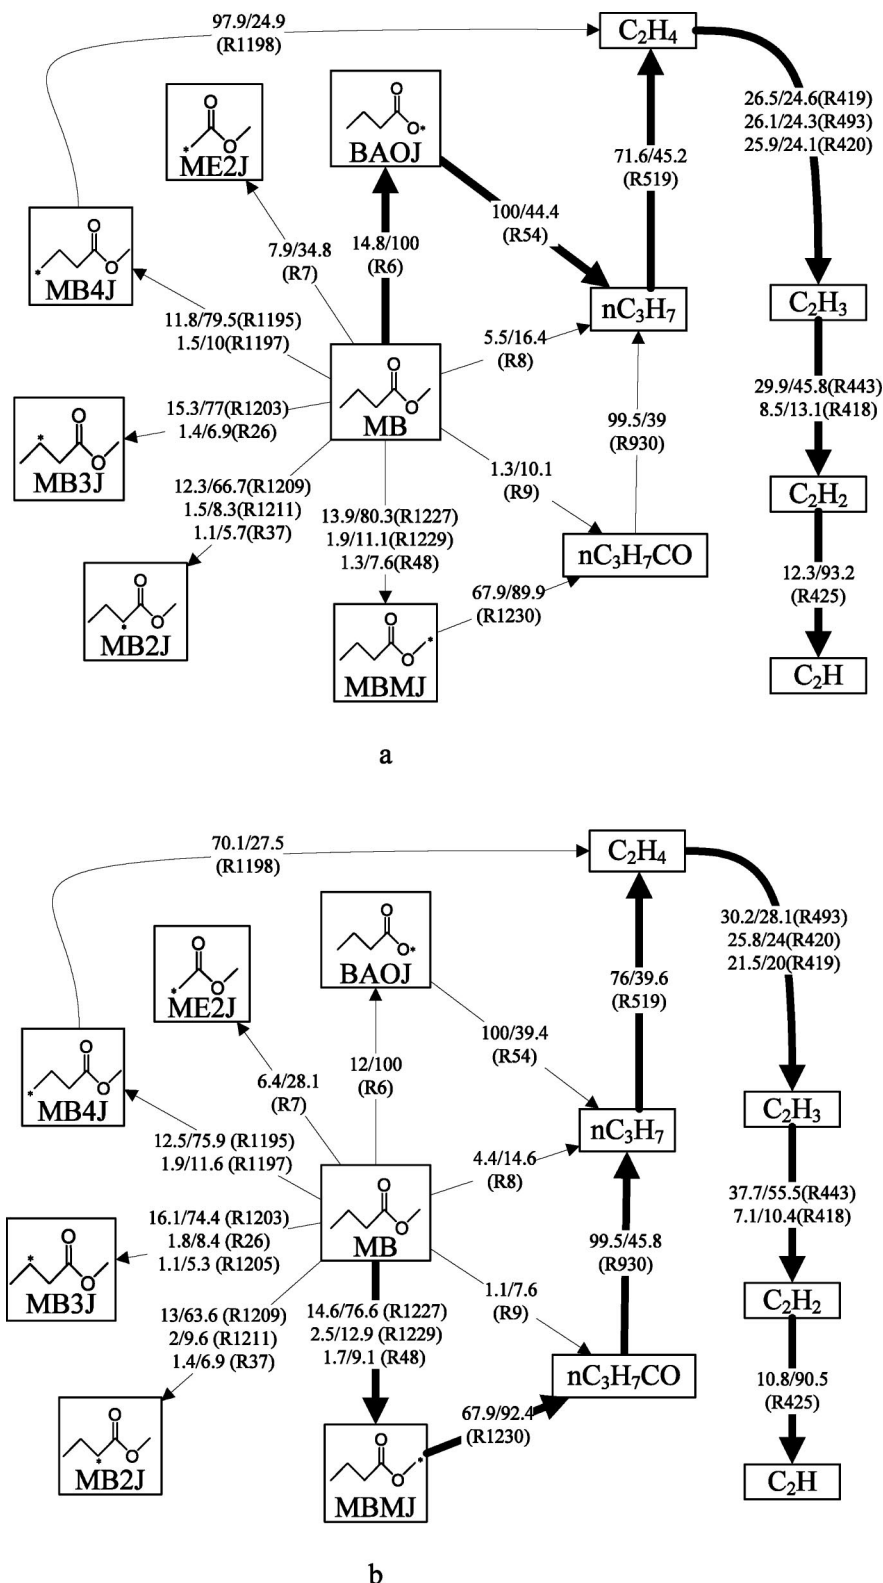 97.9/24.9
(R1198)
C₂H₄
ME2J
BAOJ
26.5/24.6(R419)
26.1/24.3(R493)
25.9/24.1(R420)
71.6/45.2
(R519)
100/44.4
(R54)
14.8/100
(R6)
7.9/34.8
(R7)
MB4J
nC₃H₇
C₂H₃
11.8/79.5(R1195)
1.5/10(R1197)
5.5/16.4
(R8)
MB
29.9/45.8(R443)
8.5/13.1(R418)
15.3/77(R1203)
1.4/6.9(R26)
MB3J
99.5/39
(R930)
1.3/10.1
(R9)
12.3/66.7(R1209)
1.5/8.3(R1211)
1.1/5.7(R37)
13.9/80.3(R1227)
1.9/11.1(R1229)
1.3/7.6(R48)
C₂H₂
nC₃H₇CO
12.3/93.2
(R425)
67.9/89.9
(R1230)
MB2J
MBMJ
C₂H
a
70.1/27.5
(R1198)
C₂H₄
ME2J
BAOJ
30.2/28.1(R493)
25.8/24(R420)
21.5/20(R419)
76/39.6
(R519)
100/39.4
(R54)
12/100
(R6)
6.4/28.1
(R7)
MB4J
nC₃H₇
C₂H₃
12.5/75.9 (R1195)
1.9/11.6 (R1197)
4.4/14.6
(R8)
MB
37.7/55.5(R443)
7.1/10.4(R418)
16.1/74.4 (R1203)
1.8/8.4 (R26)
1.1/5.3 (R1205)
MB3J
99.5/45.8
(R930)
1.1/7.6
(R9)
13/63.6 (R1209)
2/9.6 (R1211)
1.4/6.9 (R37)
14.6/76.6 (R1227)
2.5/12.9 (R1229)
1.7/9.1 (R48)
C₂H₂
nC₃H₇CO
10.8/90.5
(R425)
67.9/92.4
(R1230)
MB2J
MBMJ
C₂H
b